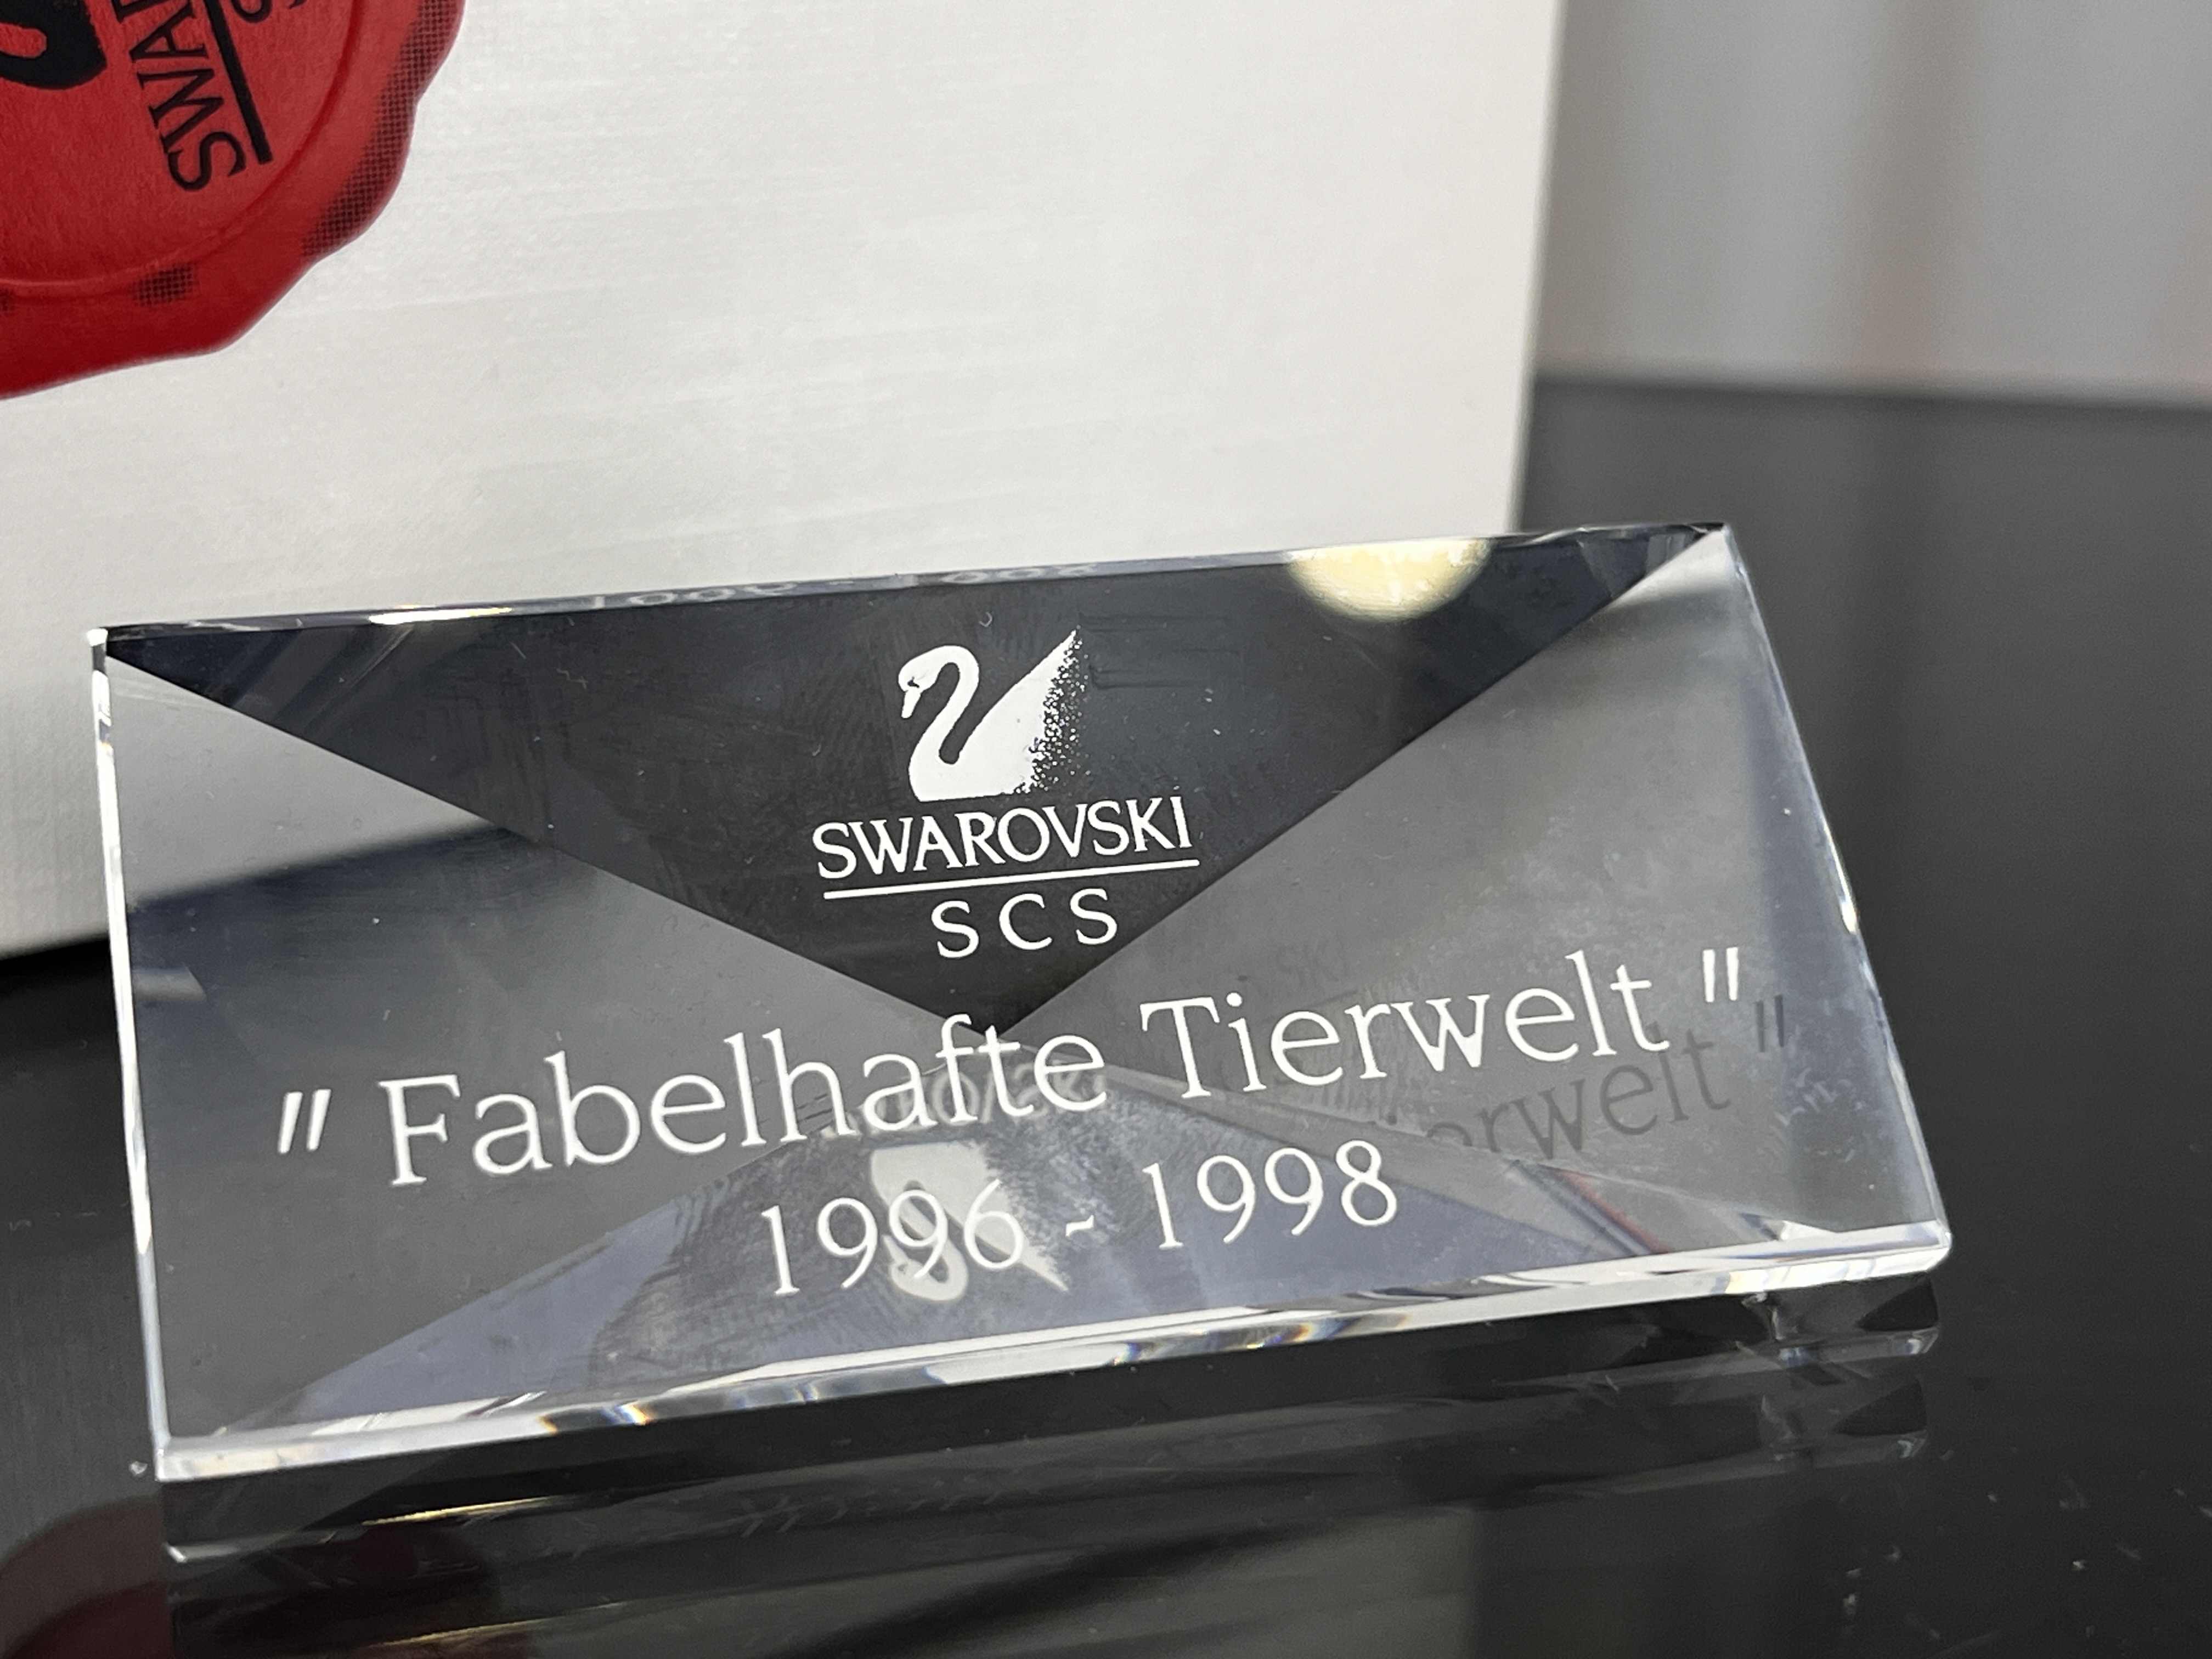 SWAROVSKI
SCS
" Fabelhafte Tierwelt "
1996 - 1998